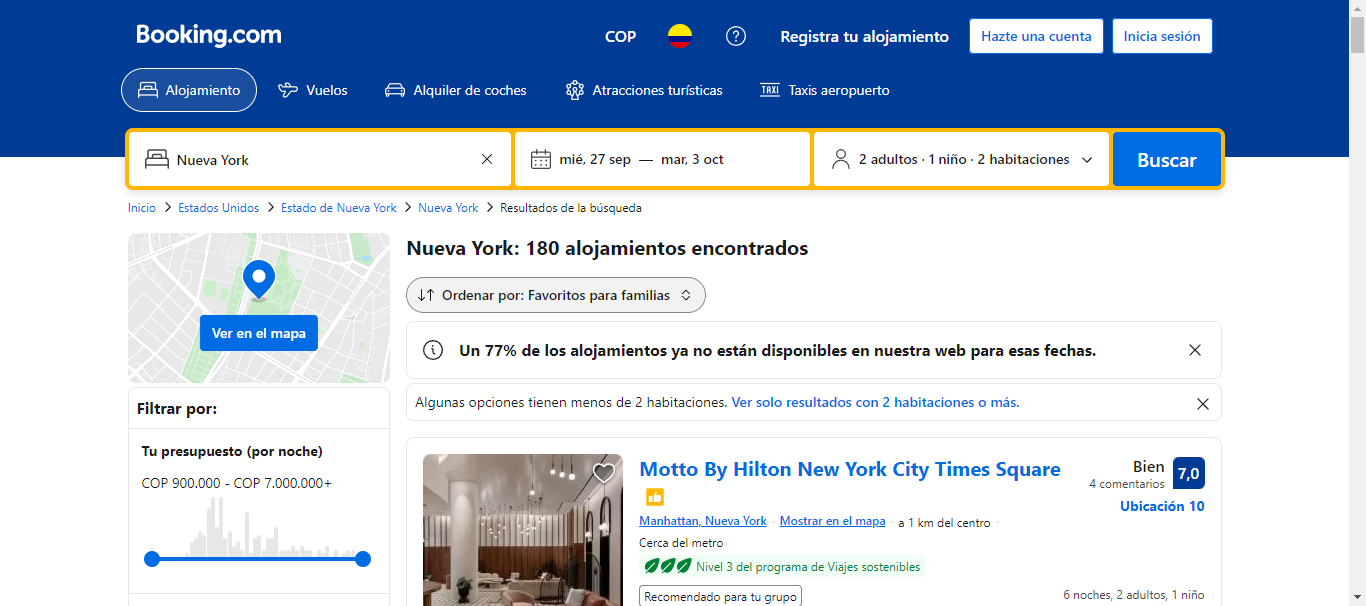 Booking.com
COP
Registra tu alojamiento
Hazte una cuenta
Inicia sesión
Alojamiento
Vuelos
Alquiler de coches
Atracciones turísticas
TAXI Taxis aeropuerto
Nueva York
mié, 27 sep — mar, 3 oct
2 adultos · 1 niño · 2 habitaciones
Buscar
Inicio > Estados Unidos > Estado de Nueva York > Nueva York > Resultados de la búsqueda
Ver en el mapa
Filtrar por:
Tu presupuesto (por noche)
COP 900.000 - COP 7.000.000+
Nueva York: 180 alojamientos encontrados
Ordenar por: Favoritos para familias
Un 77% de los alojamientos ya no están disponibles en nuestra web para esas fechas.
Algunas opciones tienen menos de 2 habitaciones. Ver solo resultados con 2 habitaciones o más.
Motto By Hilton New York City Times Square
Bien 7,0
4 comentarios
Ubicación 10
Manhattan, Nueva York · Mostrar en el mapa · a 1 km del centro ·
Cerca del metro
Nivel 3 del programa de Viajes sostenibles
Recomendado para tu grupo
6 noches, 2 adultos, 1 niño